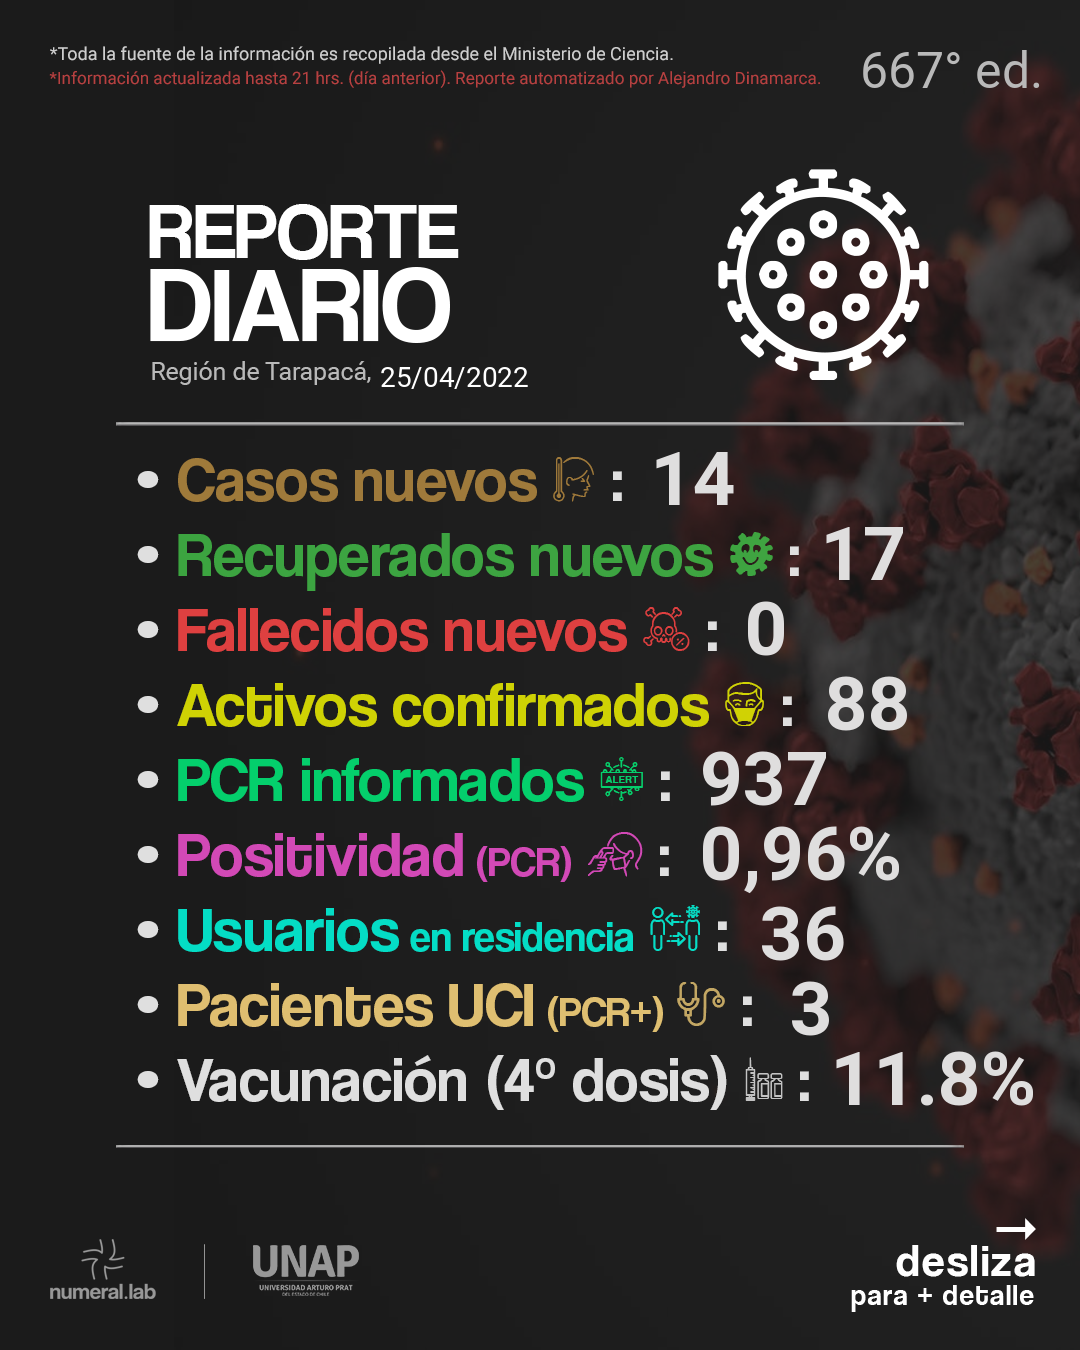 *Toda la fuente de la información es recopilada desde el Ministerio de Ciencia.
*Información actualizada hasta 21 hrs. (día anterior). Reporte automatizado por Alejandro Dinamarca.
667° ed.
REPORTE
DIARIO
Región de Tarapacá, 25/04/2022
• Casos nuevos : 14
• Recuperados nuevos : 17
• Fallecidos nuevos : 0
• Activos confirmados : 88
• PCR informados ALERT : 937
• Positividad (PCR) : 0,96%
• Usuarios en residencia : 36
• Pacientes UCI (PCR+) : 3
• Vacunación (4º dosis) : 11.8%
numeral.lab
UNAP
UNIVERSIDAD ARTURO PRAT
DEL ESTADO DE CHILE
desliza
para + detalle